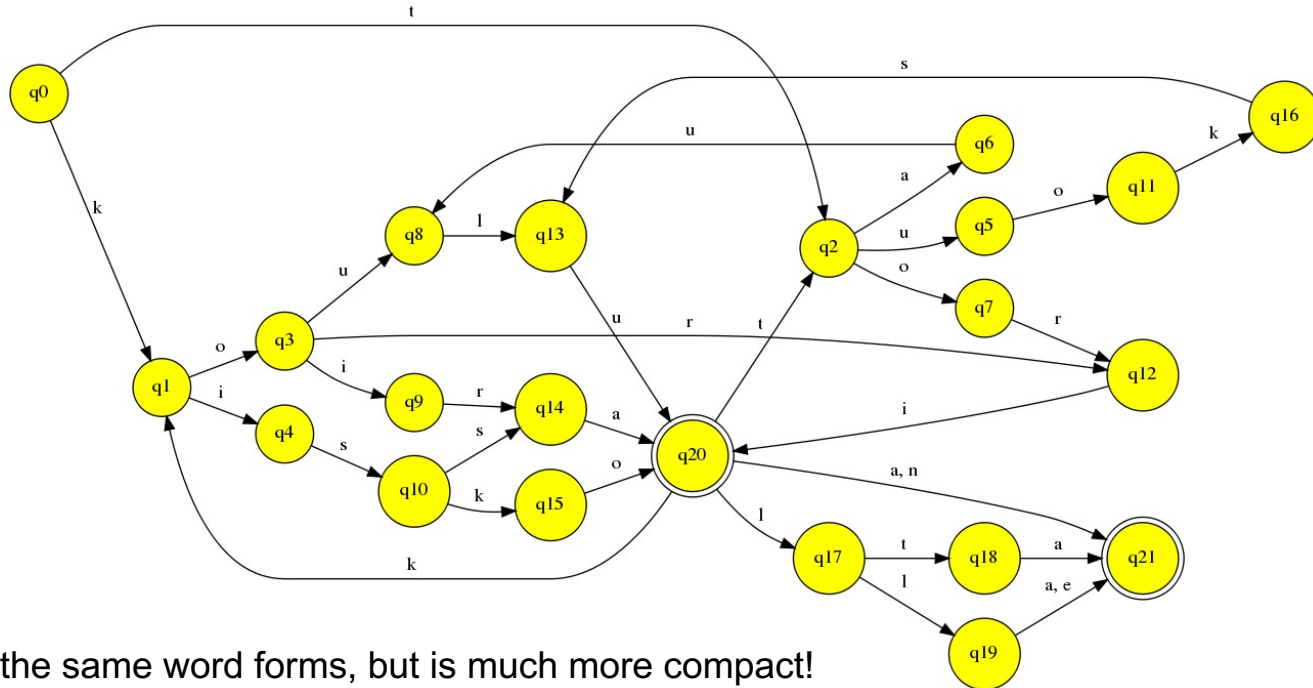 t
s
q0
q16
u
q6
k
a
q11
o
k
q5
u
q8
l
q13
q2
u
o
q7
u
r
t
r
q3
o
q12
i
q1
i
q9
r
q14
i
a
q4
s
s
q20
q10
k
q15
o
a, n
l
k
q17
t
q18
a
q21
l
a, e
q19
the same word forms, but is much more compact!